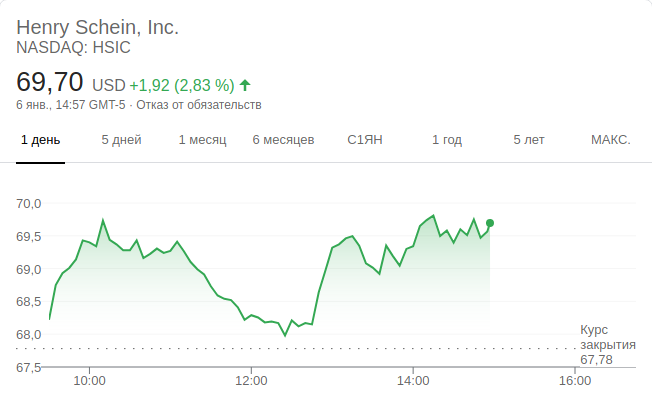 Henry Schein, Inc.
NASDAQ: HSIC
69,70 USD +1,92 (2,83 %) ↑
6 янв., 14:57 GMT-5 · Отказ от обязательств
1 день 5 дней 1 месяц 6 месяцев С1ЯН 1 год 5 лет МАКС.
70,0
69,5
69,0
68,5
68,0
67,5
Курс
закрытия
67,78
10:00 12:00 14:00 16:00